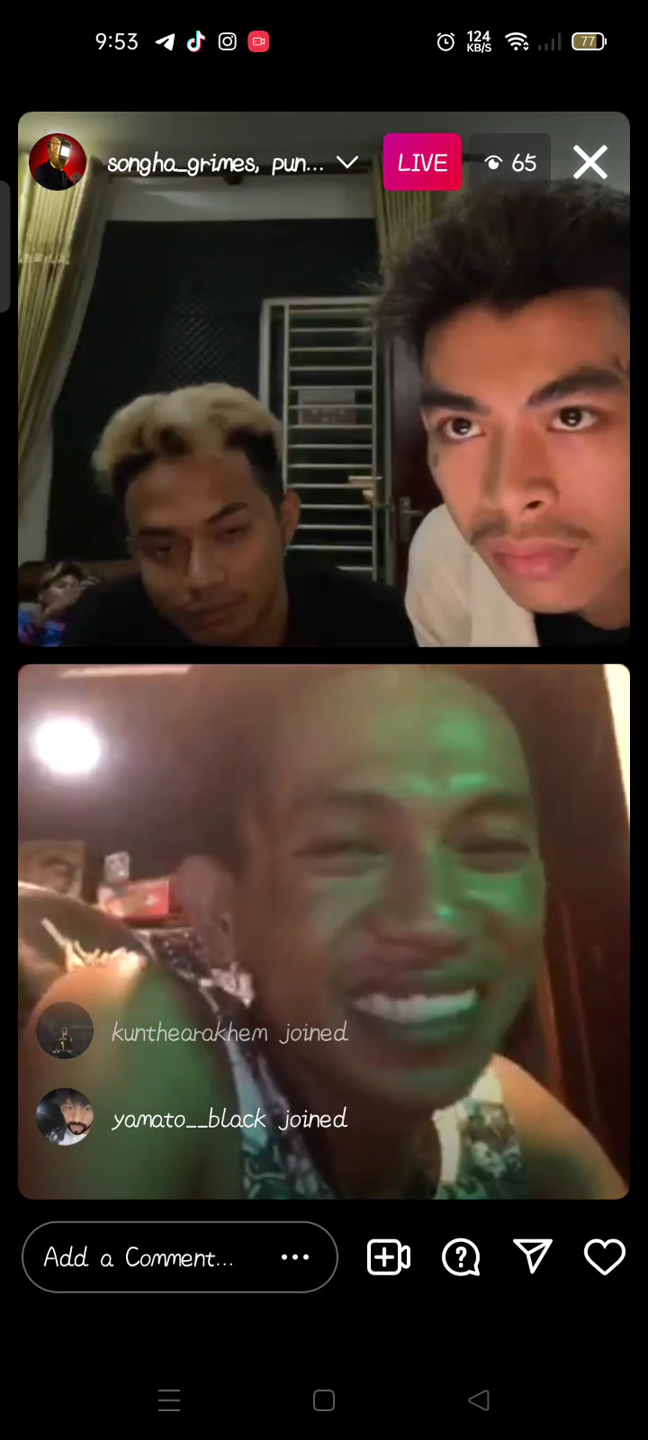 9:53
124
KB/S
77
songha_grimes, pun...
LIVE
65
kunthearakhem joined
yamato__black joined
Add a Comment...